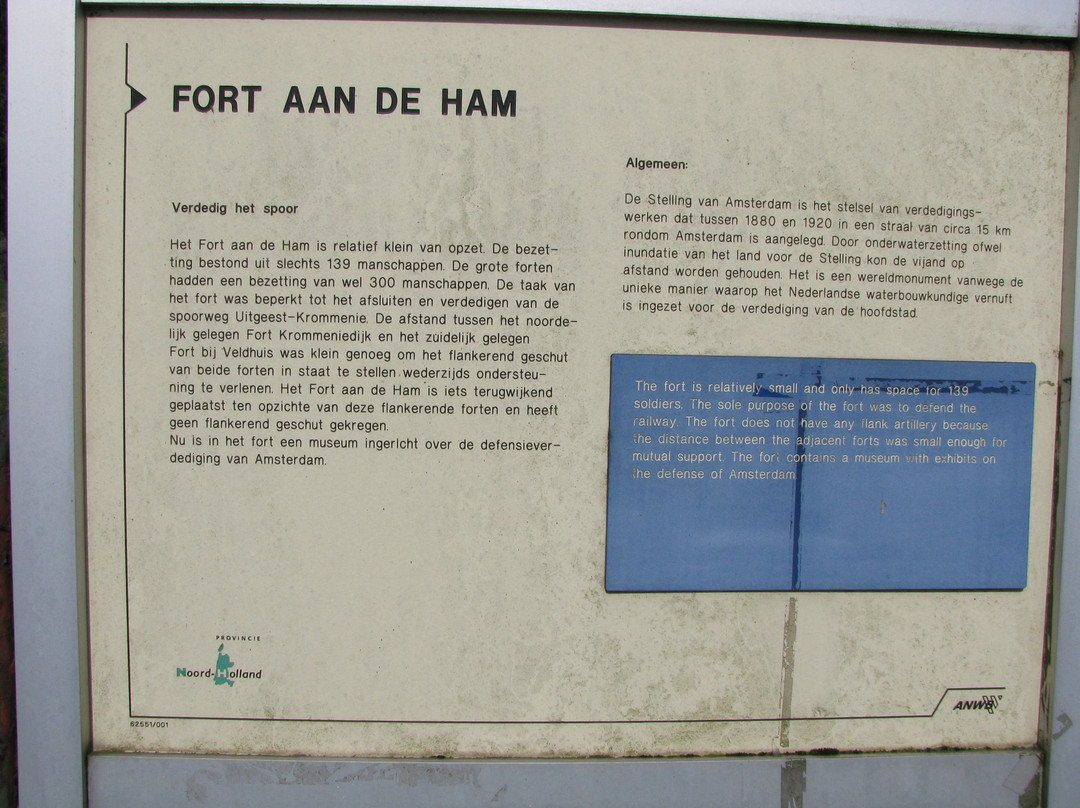 FORT AAN DE HAM
Verdedig het spoor
Het Fort aan de Ham is relatief klein van opzet. De bezet-
ting bestond uit slechts 139 manschappen. De grote forten
hadden een bezetting van wel 300 manschappen. De taak van
het fort was beperkt tot het afsluiten en verdedigen van de
spoorweg Uitgeest-Krommenie. De afstand tussen het noorde-
lijk gelegen Fort Krommeniedijk en het zuidelijk gelegen
Fort bij Veldhuis was klein genoeg om het flankerend geschut
van beide forten in staat te stellen wederzijds ondersteu-
ning te verlenen. Het Fort aan de Ham is iets terugwijkend
geplaatst ten opzichte van deze flankerende forten en heeft
geen flankerend geschut gekregen.
Nu is in het fort een museum ingericht over de defensiever-
dediging van Amsterdam.
Algemeen:
De Stelling van Amsterdam is het stelsel van verdedigings-
werken dat tussen 1880 en 1920 in een straal van circa 15 km
rondom Amsterdam is aangelegd. Door onderwaterzetting ofwel
inundatie van het land voor de Stelling kon de vijand op
afstand worden gehouden. Het is een wereldmonument vanwege de
unieke manier waarop het Nederlandse waterbouwkundige vernuft
is ingezet voor de verdediging van de hoofdstad.
The fort is relatively small and only has space for 139
soldiers. The sole purpose of the fort was to defend the
railway. The fort does not have any flank artillery because
the distance between the adjacent forts was small enough for
mutual support. The fort contains a museum with exhibits on
the defense of Amsterdam.
PROVINCIE
Noord-Holland
62551/001
ANWB